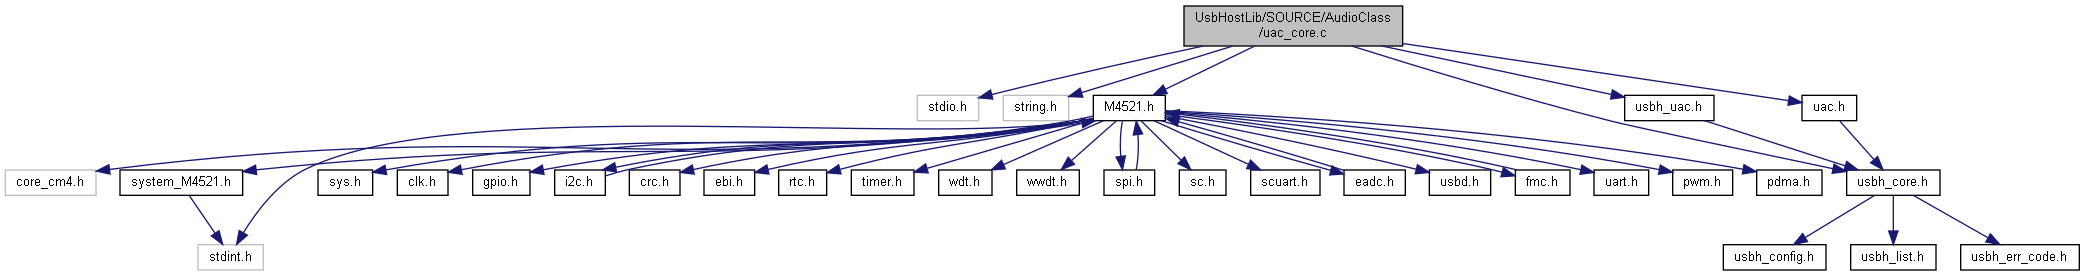 UsbHostLib/SOURCE/AudioClass
/uac_core.c
stdio.h
string.h
M4521.h
usbh_uac.h
uac.h
core_cm4.h
system_M4521.h
sys.h
clk.h
gpio.h
i2c.h
crc.h
ebi.h
rtc.h
timer.h
wdt.h
wwdt.h
spi.h
sc.h
scuart.h
eadc.h
usbd.h
fmc.h
uart.h
pwm.h
pdma.h
usbh_core.h
stdint.h
usbh_config.h
usbh_list.h
usbh_err_code.h